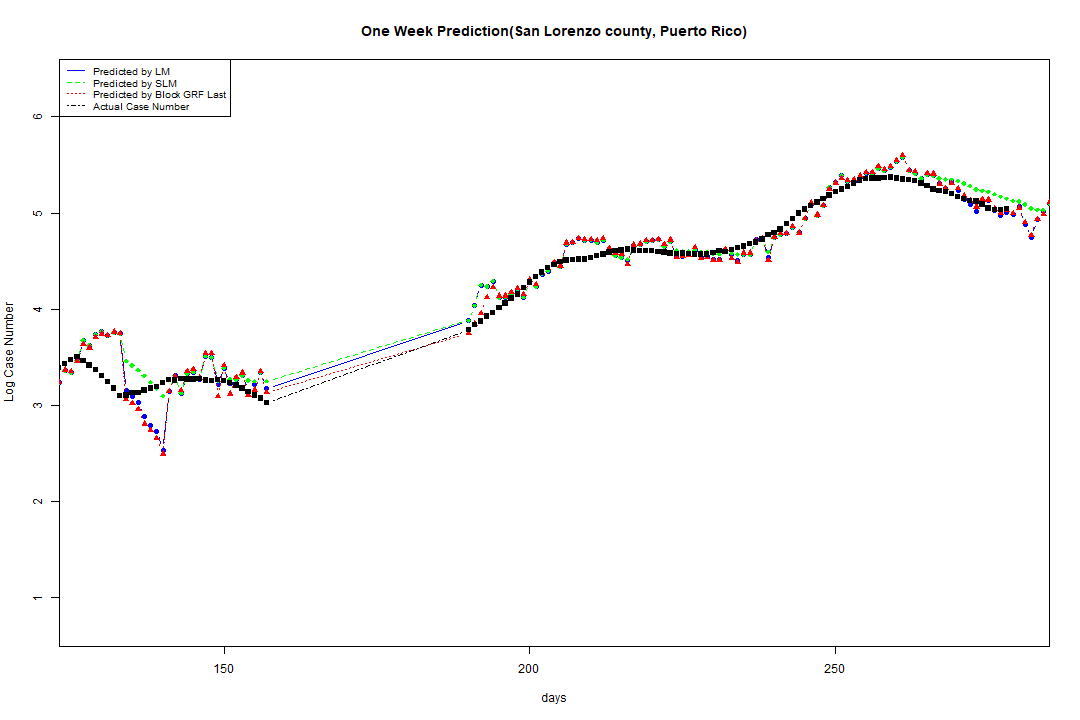 One Week Prediction(San Lorenzo county, Puerto Rico)
Predicted by LM
Predicted by SLM
Predicted by Block GRF Last
Actual Case Number
6
5
4
3
2
1
Log Case Number
150 200 250
days